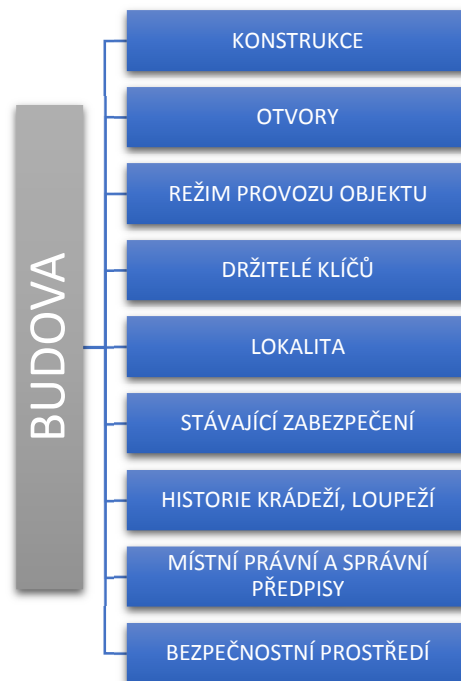 BUDOVA
KONSTRUKCE
OTVORY
REŽIM PROVOZU OBJEKTU
DRŽITELÉ KLÍČŮ
LOKALITA
STÁVAJÍCÍ ZABEZPEČENÍ
HISTORIE KRÁDEŽÍ, LOUPEŽÍ
MÍSTNÍ PRÁVNÍ A SPRÁVNÍ
PŘEDPISY
BEZPEČNOSTNÍ PROSTŘEDÍ